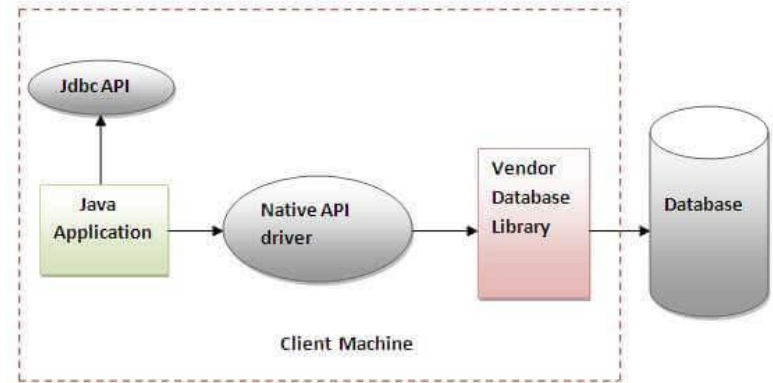 Jdbc API
Java
Application
Native API
driver
Vendor
Database
Library
Database
Client Machine